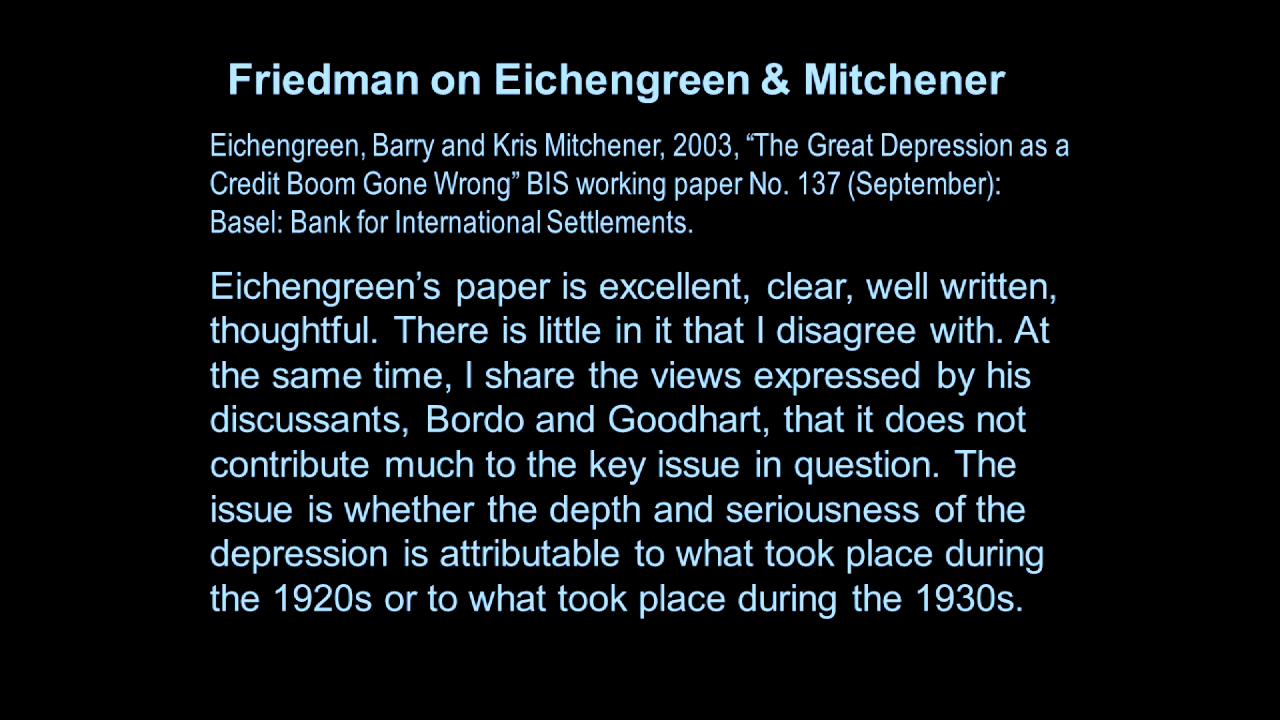 Friedman on Eichengreen & Mitchener
Eichengreen, Barry and Kris Mitchener, 2003, “The Great Depression as a
Credit Boom Gone Wrong” BIS working paper No. 137 (September):
Basel: Bank for International Settlements.
Eichengreen’s paper is excellent, clear, well written,
thoughtful. There is little in it that I disagree with. At
the same time, I share the views expressed by his
discussants, Bordo and Goodhart, that it does not
contribute much to the key issue in question. The
issue is whether the depth and seriousness of the
depression is attributable to what took place during
the 1920s or to what took place during the 1930s.